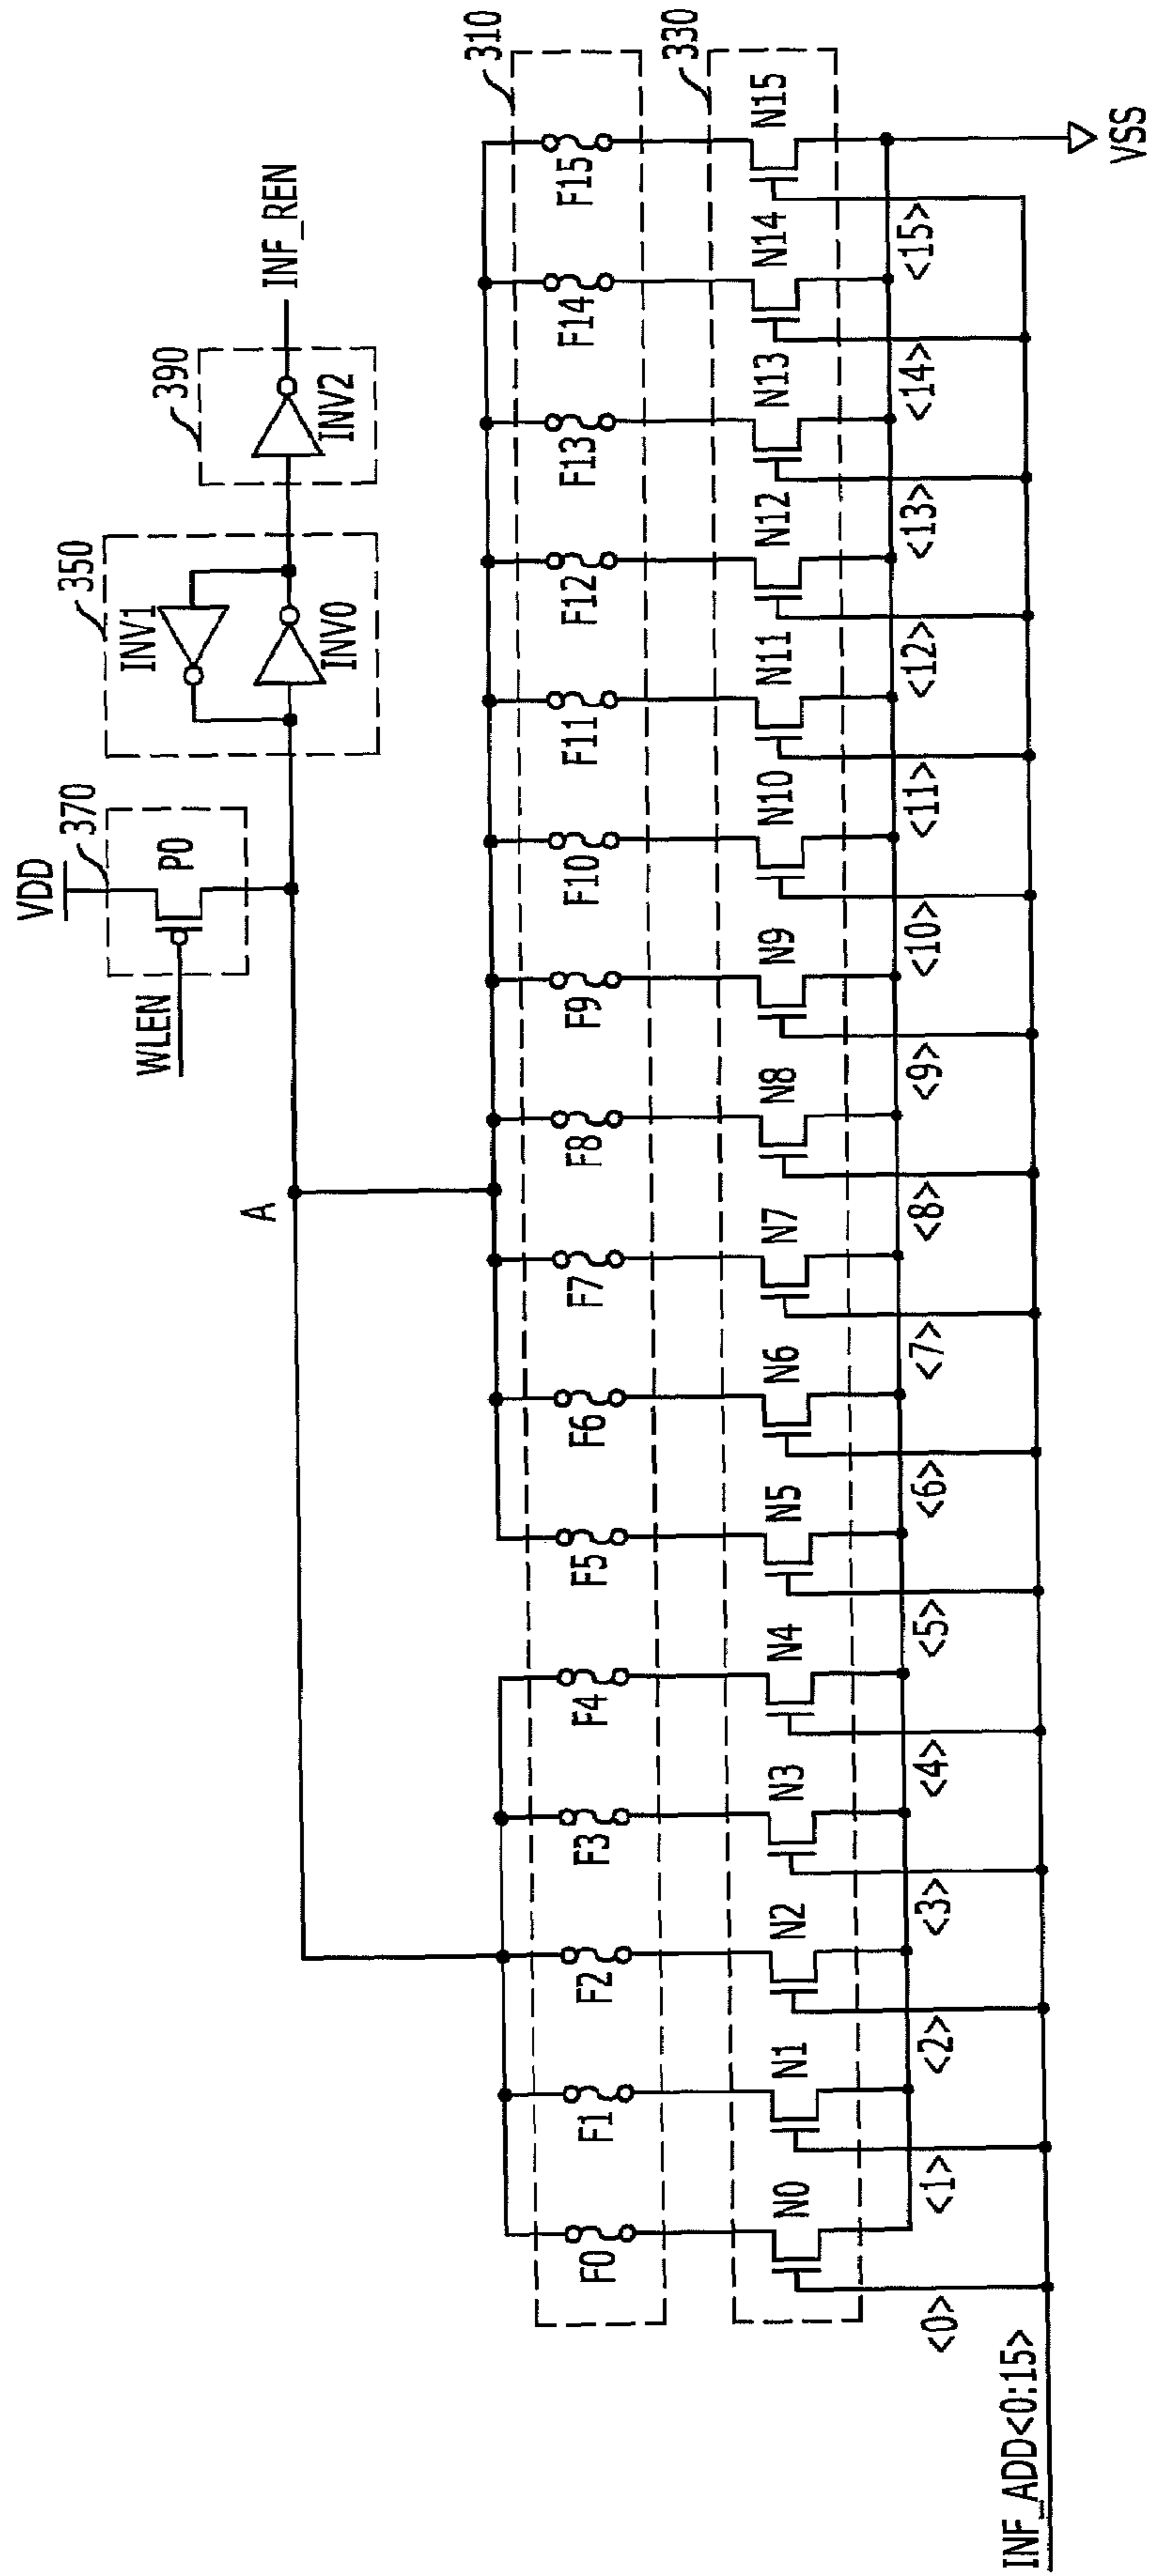 VDD
370
WLEN
P0
350
INV1
INV0
390
INV2
INF_REN
A
310
F0
F1
F2
F3
F4
F5
F6
F7
F8
F9
F10
F11
F12
F13
F14
F15
330
N0
N1
N2
N3
N4
N5
N6
N7
N8
N9
N10
N11
N12
N13
N14
N15
<0>
<1>
<2>
<3>
<4>
<5>
<6>
<7>
<8>
<9>
<10>
<11>
<12>
<13>
<14>
<15>
INF_ADD<0:15>
VSS